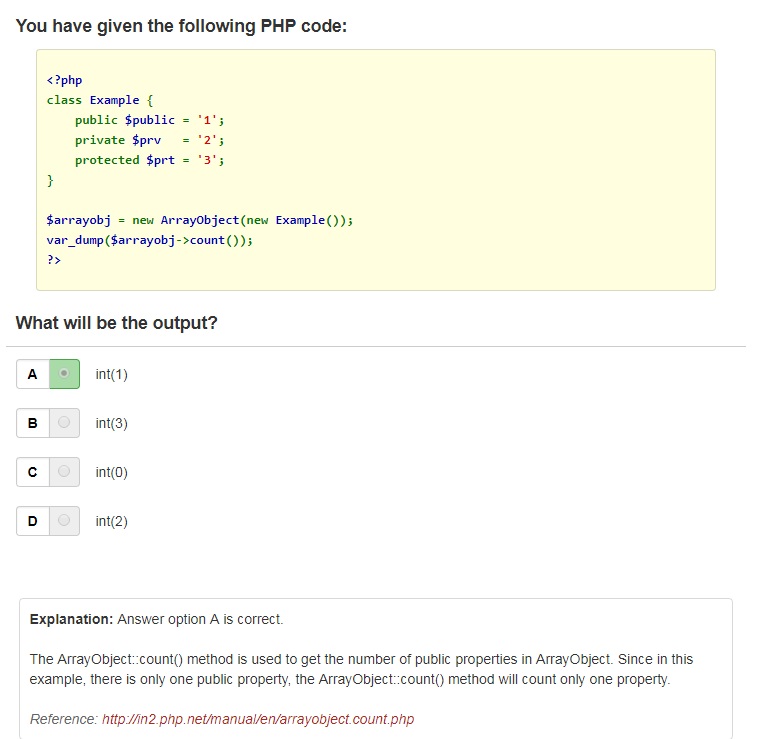 You have given the following PHP code:
<?php
class Example {
    public $public = '1';
    private $prv   = '2';
    protected $prt = '3';
}
$arrayobj = new ArrayObject(new Example());
var_dump($arrayobj->count());
?>
What will be the output?
A int(1)
B int(3)
C int(0)
D int(2)
Explanation: Answer option A is correct.
The ArrayObject::count() method is used to get the number of public properties in ArrayObject. Since in this
example, there is only one public property, the ArrayObject::count() method will count only one property.
Reference: http://in2.php.net/manual/en/arrayobject.count.php